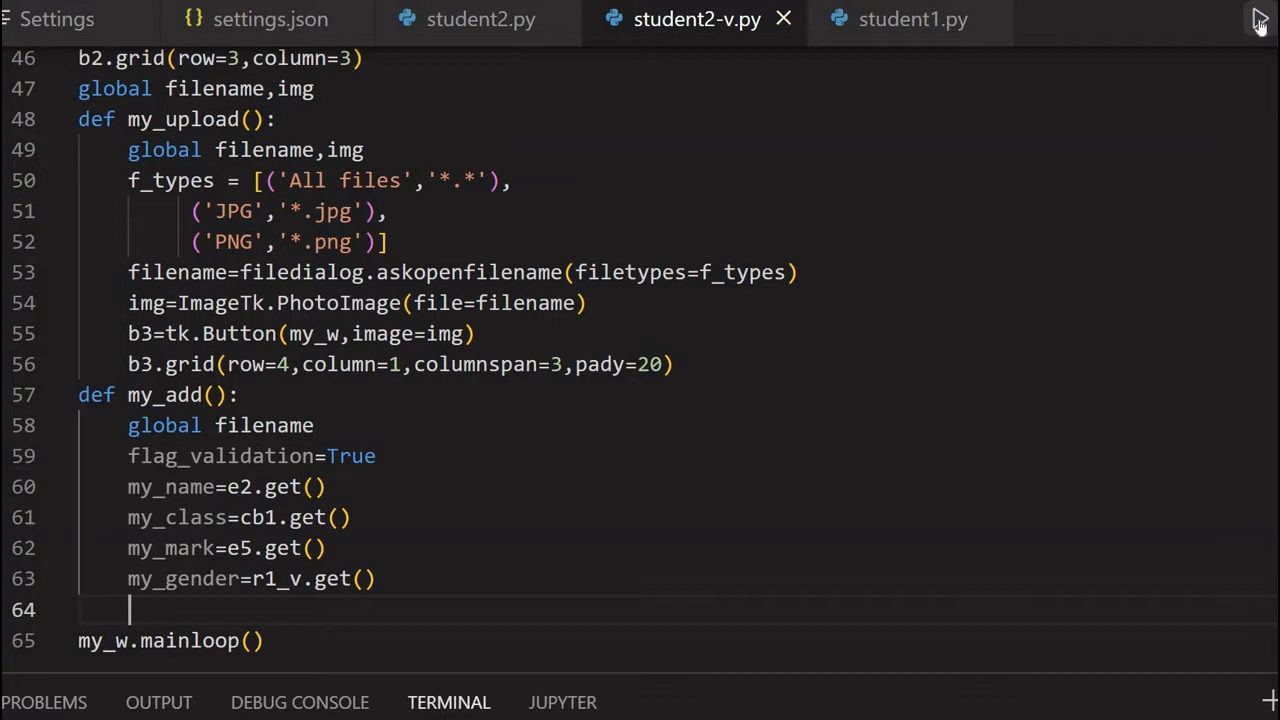 Settings {} settings.json student2.py student2-v.py × student1.py
46 b2.grid(row=3,column=3)
47 global filename,img
48 def my_upload():
49     global filename,img
50     f_types = [('All files','*.*'),
51          ('JPG','*.jpg'),
52          ('PNG','*.png')]
53     filename=filedialog.askopenfilename(filetypes=f_types)
54     img=ImageTk.PhotoImage(file=filename)
55     b3=tk.Button(my_w,image=img)
56     b3.grid(row=4,column=1,columnspan=3,pady=20)
57 def my_add():
58     global filename
59     flag_validation=True
60     my_name=e2.get()
61     my_class=cb1.get()
62     my_mark=e5.get()
63     my_gender=r1_v.get()
64
65 my_w.mainloop()
PROBLEMS OUTPUT DEBUG CONSOLE TERMINAL JUPYTER +